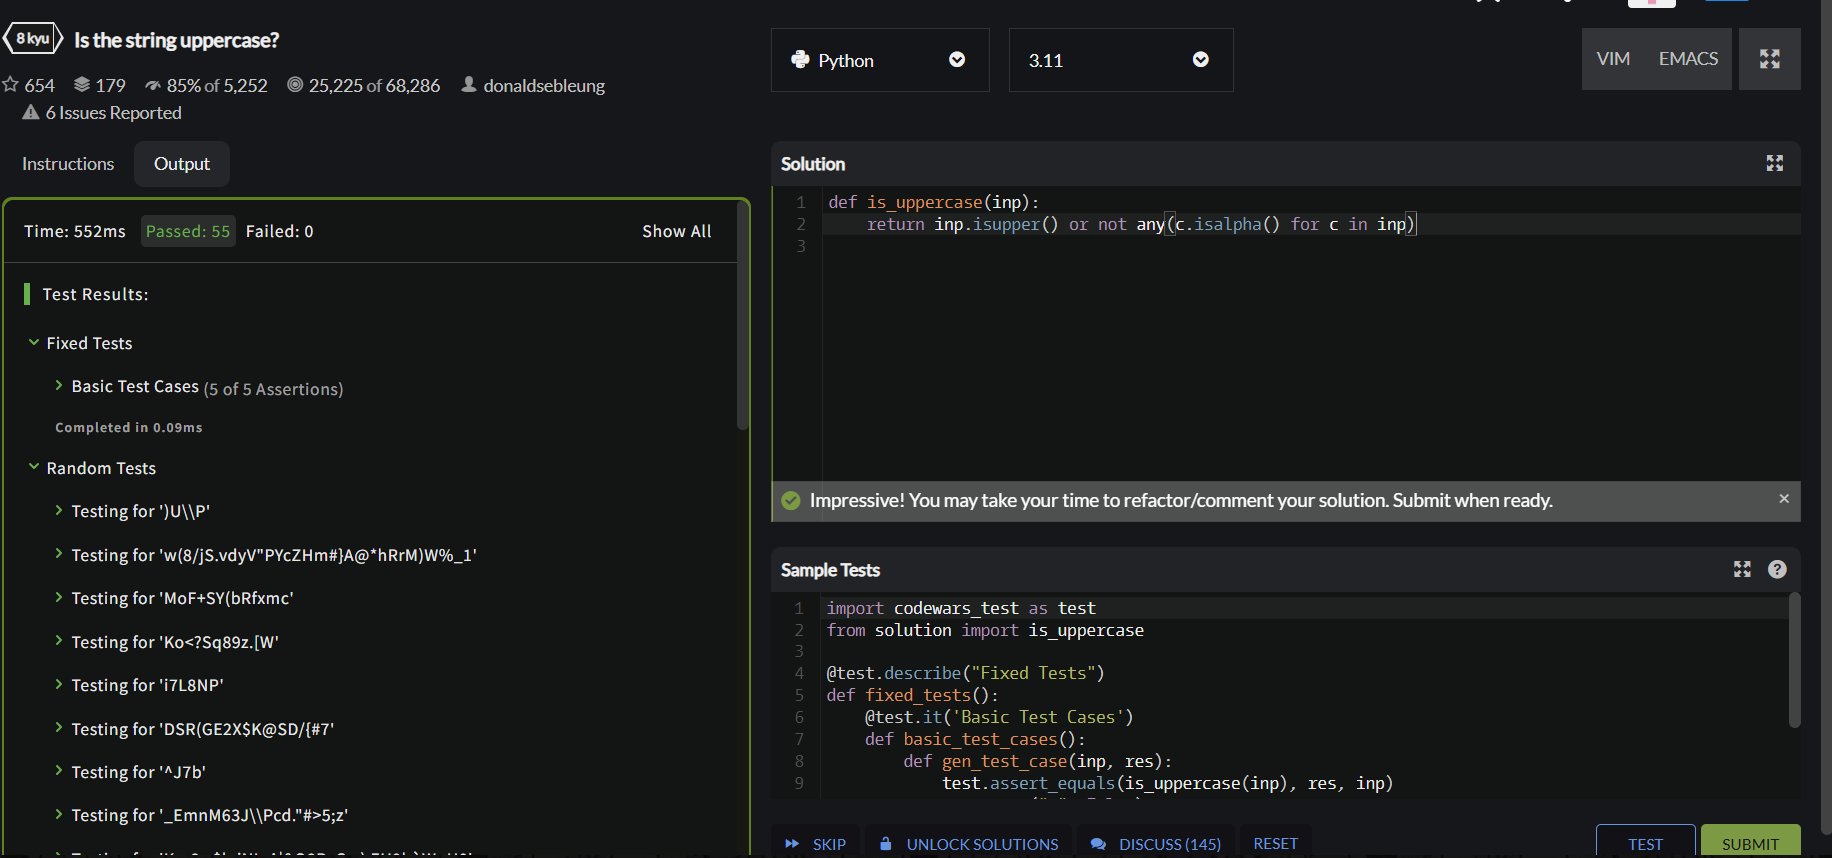 8 kyu Is the string uppercase?
654 179 85% of 5,252 25,225 of 68,286 donaldsebleung
6 Issues Reported
Instructions Output
Time: 552ms Passed: 55 Failed: 0 Show All
Test Results:
Fixed Tests
Basic Test Cases (5 of 5 Assertions)
Completed in 0.09ms
Random Tests
Testing for ')U\\P'
Testing for 'w(8/jS.vdyV"PYcZHm#}A@*hRrM)W%_1'
Testing for 'MoF+SY(bRfxmc'
Testing for 'Ko<?Sq89z.[W'
Testing for 'i7L8NP'
Testing for 'DSR(GE2X$K@SD/{#7'
Testing for '^J7b'
Testing for '_EmnM63J\\Pcd."#>5;z'
Python 3.11 VIM EMACS
Solution
1 def is_uppercase(inp):
2 return inp.isupper() or not any(c.isalpha() for c in inp)
3
Impressive! You may take your time to refactor/comment your solution. Submit when ready.
Sample Tests
1 import codewars_test as test
2 from solution import is_uppercase
3
4 @test.describe("Fixed Tests")
5 def fixed_tests():
6 @test.it('Basic Test Cases')
7 def basic_test_cases():
8 def gen_test_case(inp, res):
9 test.assert_equals(is_uppercase(inp), res, inp)
SKIP UNLOCK SOLUTIONS DISCUSS (145) RESET TEST SUBMIT